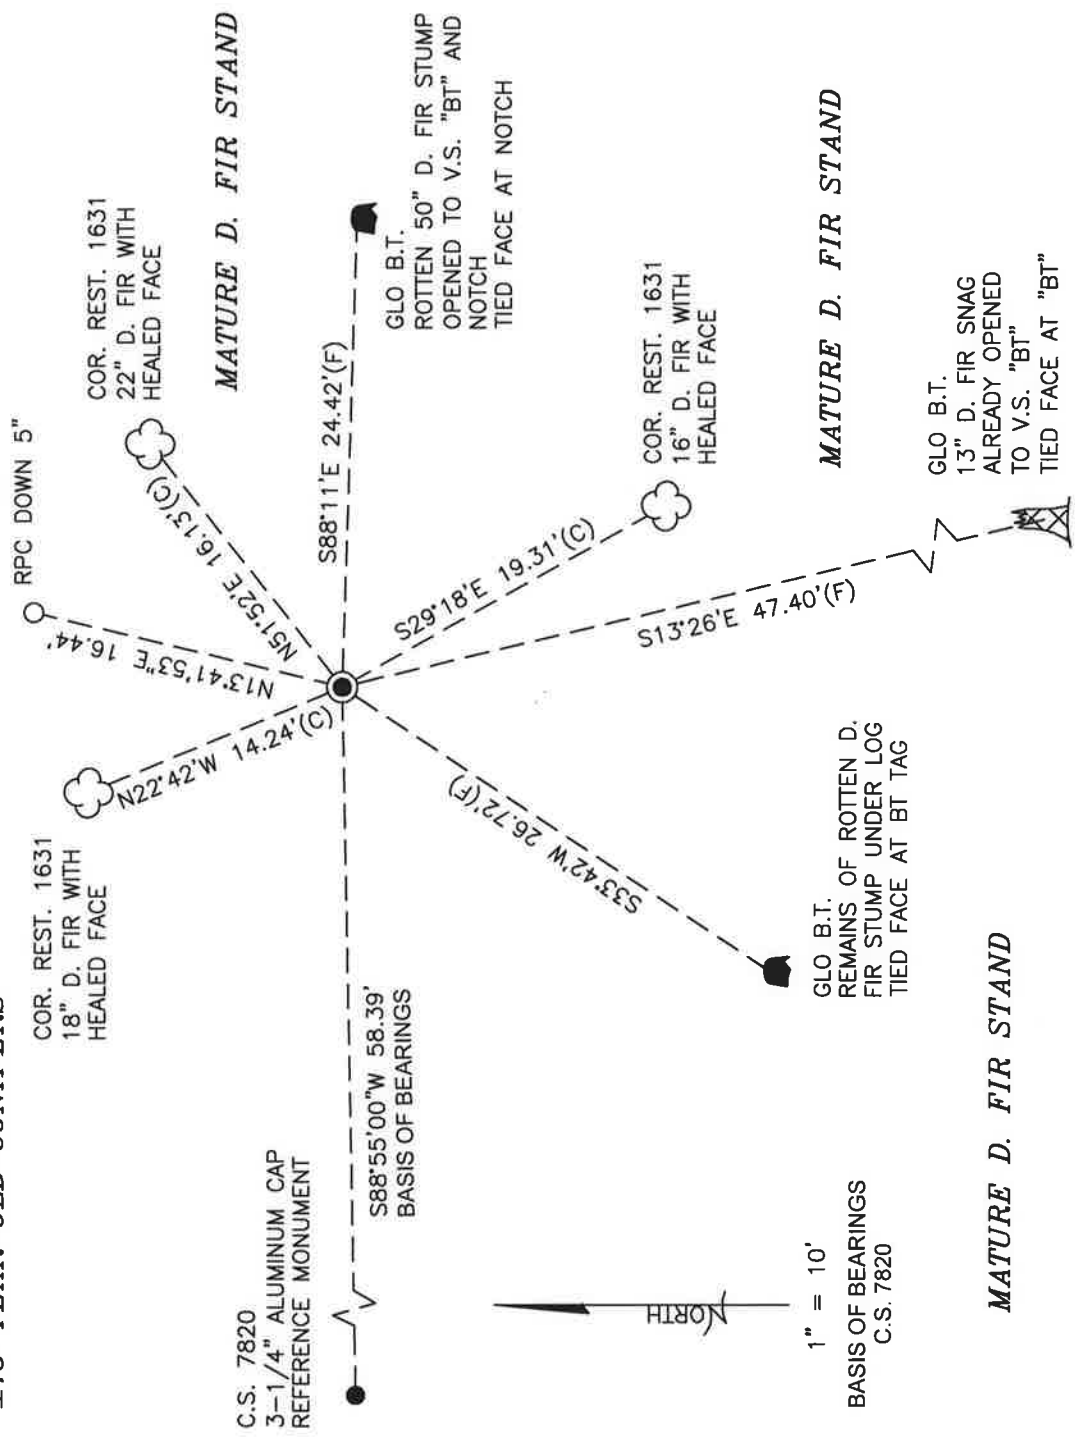 RPC DOWN 5"
COR. REST. 1631
22" D. FIR WITH
HEALED FACE
MATURE D. FIR STAND
COR. REST. 1631
18" D. FIR WITH
HEALED FACE
N22°42'W 14.24'(C)
N13°41'53"E 16.44'
N51°52'E 16.13'(C)
S88°11'E 24.42'(F)
GLO B.T.
ROTTEN 50" D. FIR STUMP
OPENED TO V.S. "BT" AND
NOTCH
TIED FACE AT NOTCH
C.S. 7820
3-1/4" ALUMINUM CAP
REFERENCE MONUMENT
S88°55'00"W 58.39'
BASIS OF BEARINGS
S33°42'W 26.72'(F)
S29°18'E 19.31'(C)
COR. REST. 1631
16" D. FIR WITH
HEALED FACE
S13°26'E 47.40'(F)
MATURE D. FIR STAND
NORTH
1" = 10'
BASIS OF BEARINGS
C.S. 7820
GLO B.T.
REMAINS OF ROTTEN D.
FIR STUMP UNDER LOG
TIED FACE AT BT TAG
GLO B.T.
13" D. FIR SNAG
ALREADY OPENED
TO V.S. "BT"
TIED FACE AT "BT"
MATURE D. FIR STAND